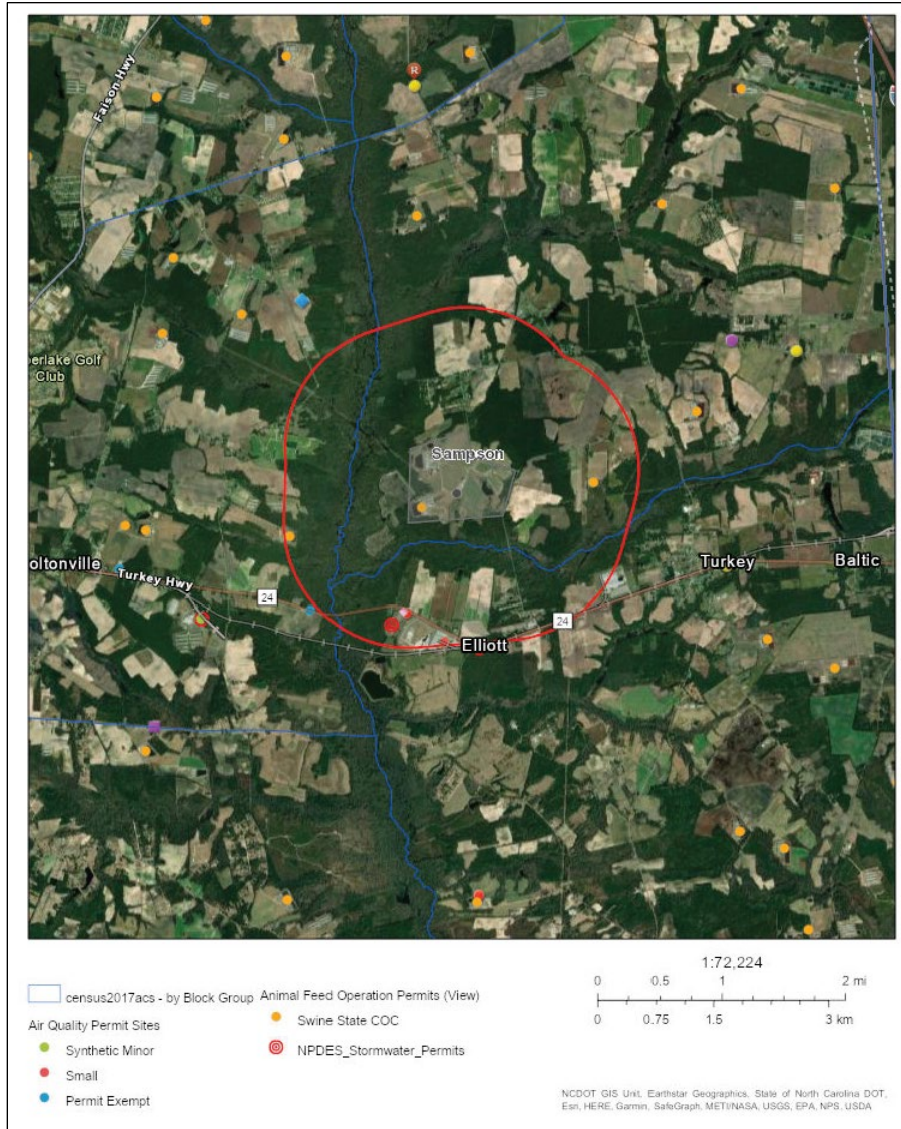 Faison Hwy
R
erlake Golf
Club
Sampson
oltonville
Turkey Hwy
24
Turkey
Baltic
24
Elliott
1:72,224
0 0.5 1 2 mi
0 0.75 1.5 3 km
census2017acs - by Block Group
Air Quality Permit Sites
Synthetic Minor
Small
Permit Exempt
Animal Feed Operation Permits (View)
Swine State COC
NPDES_Stormwater_Permits
NCDOT GIS Unit, Earthstar Geographics, State of North Carolina DOT,
Esri, HERE, Garmin, SafeGraph, METI/NASA, USGS, EPA, NPS, USDA